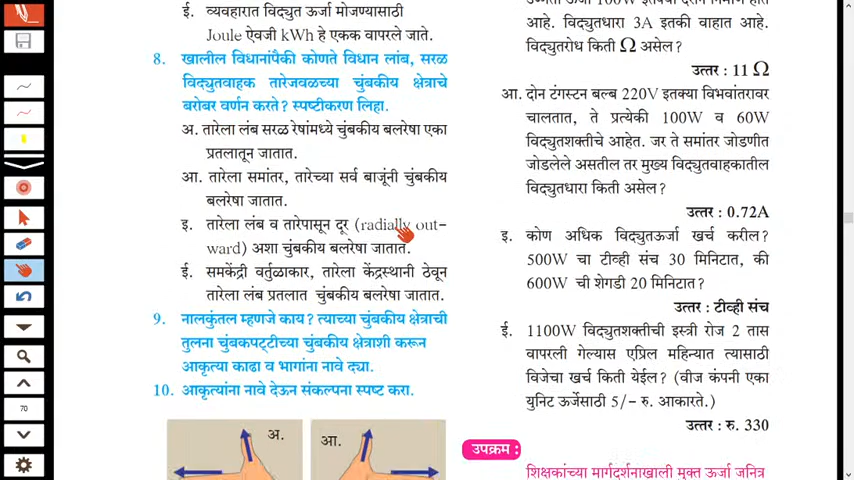 ई. व्यवहारात विद्युत ऊर्जा मोजण्यासाठी
Joule ऐवजी kWh हे एकक वापरले जाते.
8. खालील विधानांपैकी कोणते विधान लांब, सरळ
विद्युतवाहक तारेजवळच्या चुंबकीय क्षेत्राचे
बरोबर वर्णन करते? स्पष्टीकरण लिहा.
अ. तारेला लंब सरळ रेषांमध्ये चुंबकीय बलरेषा एका
प्रतलातून जातात.
आ. तारेला समांतर, तारेच्या सर्व बाजूंनी चुंबकीय
बलरेषा जातात.
इ. तारेला लंब व तारेपासून दूर (radially out-
ward) अशा चुंबकीय बलरेषा जातात.
ई. समकेंद्री वर्तुळाकार, तारेला केंद्रस्थानी ठेवून
तारेला लंब प्रतलात चुंबकीय बलरेषा जातात.
9. नालकुंतल म्हणजे काय? त्याच्या चुंबकीय क्षेत्राची
तुलना चुंबकपट्टीच्या चुंबकीय क्षेत्राशी करून
आकृत्या काढा व भागांना नावे द्या.
10. आकृत्यांना नावे देऊन संकल्पना स्पष्ट करा.
अ.
आ.
आहे. विद्युतधारा 3A इतकी वाहात आहे.
विद्युतरोध किती Ω असेल?
उत्तर : 11 Ω
आ. दोन टंगस्टन बल्ब 220V इतक्या विभवांतरावर
चालतात, ते प्रत्येकी 100W व 60W
विद्युतशक्तीचे आहेत. जर ते समांतर जोडणीत
जोडलेले असतील तर मुख्य विद्युतवाहकातील
विद्युतधारा किती असेल?
उत्तर : 0.72A
इ. कोण अधिक विद्युतऊर्जा खर्च करील?
500W चा टीव्ही संच 30 मिनिटात, की
600W ची शेगडी 20 मिनिटात?
उत्तर : टीव्ही संच
ई. 1100W विद्युतशक्तीची इस्त्री रोज 2 तास
वापरली गेल्यास एप्रिल महिन्यात त्यासाठी
विजेचा खर्च किती येईल? (वीज कंपनी एका
युनिट ऊर्जेसाठी 5/- रु. आकारते.)
उत्तर : रु. 330
उपक्रम:
शिक्षकांच्या मार्गदर्शनाखाली मुक्त ऊर्जा जनित्र
70